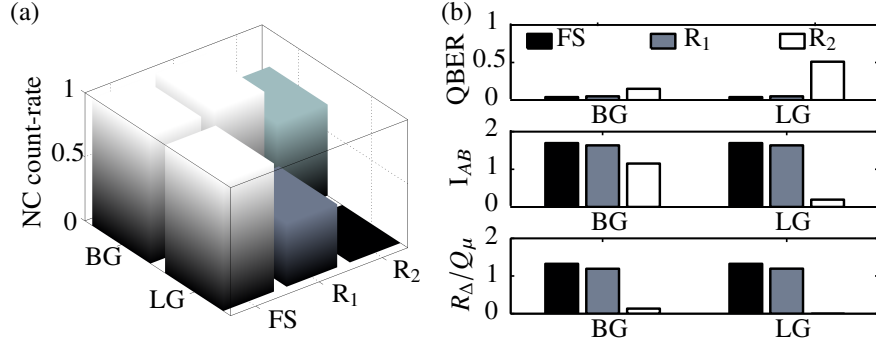 (a)
NC count-rate
1
0.5
0
BG
LG
FS
R1
R2
(b)
QBER
1
0.5
0
FS
R1
R2
BG
LG
IAB
2
1
0
BG
LG
RΔ/Qμ
2
1
0
BG
LG